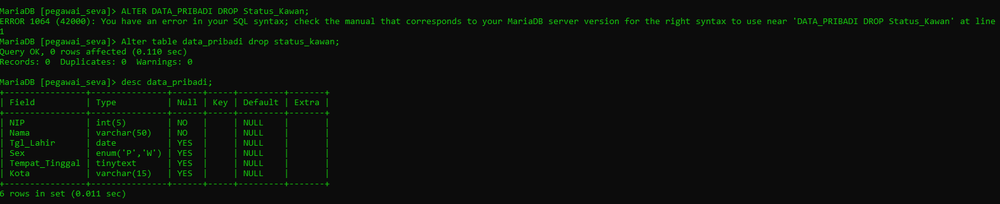 MariaDB [pegawai_seva]> ALTER DATA_PRIBADI DROP Status_Kawan;
ERROR 1064 (42000): You have an error in your SQL syntax; check the manual that corresponds to your MariaDB server version for the right syntax to use near 'DATA_PRIBADI DROP Status_Kawan' at line
1
MariaDB [pegawai_seva]> Alter table data_pribadi drop status_kawan;
Query OK, 0 rows affected (0.110 sec)
Records: 0  Duplicates: 0  Warnings: 0
MariaDB [pegawai_seva]> desc data_pribadi;
+----------------+---------------+------+-----+---------+-------+
| Field          | Type          | Null | Key | Default | Extra |
+----------------+---------------+------+-----+---------+-------+
| NIP            | int(5)        | NO   |     | NULL    |       |
| Nama           | varchar(50)   | NO   |     | NULL    |       |
| Tgl_Lahir      | date          | YES  |     | NULL    |       |
| Sex            | enum('P','W') | YES  |     | NULL    |       |
| Tempat_Tinggal | tinytext      | YES  |     | NULL    |       |
| Kota           | varchar(15)   | YES  |     | NULL    |       |
+----------------+---------------+------+-----+---------+-------+
6 rows in set (0.011 sec)